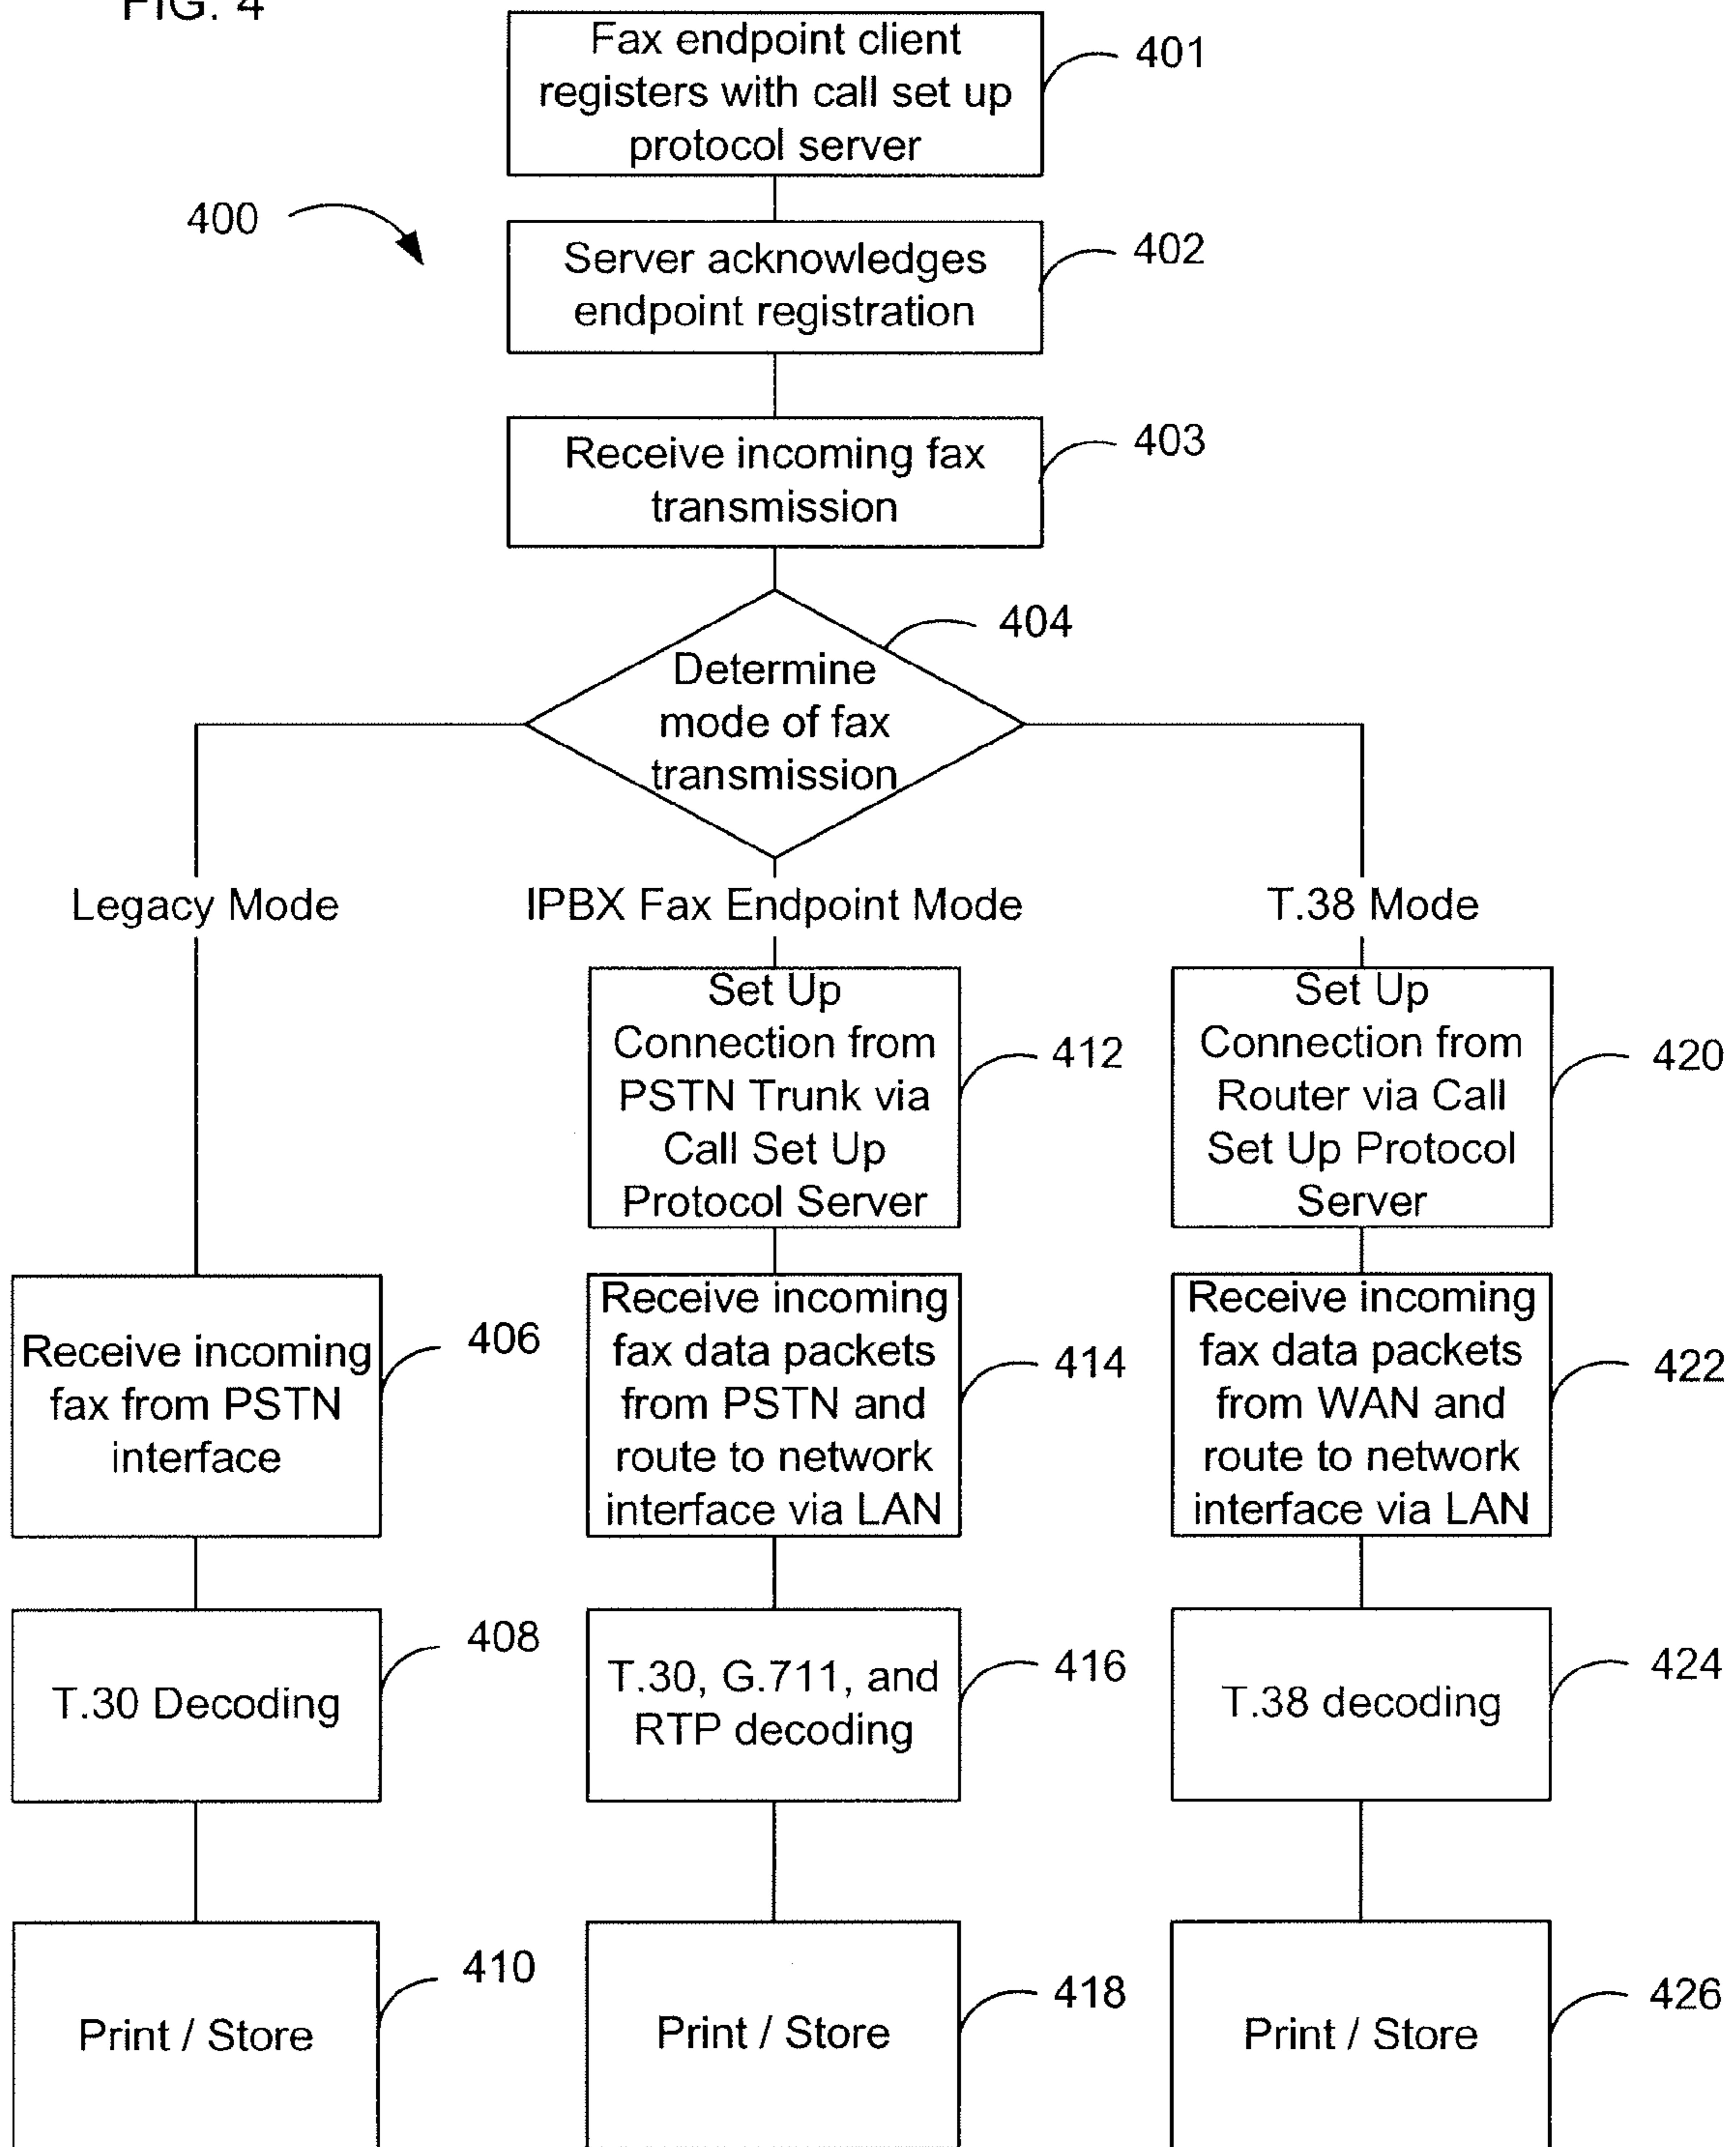 FIG. 4
Fax endpoint client
registers with call set up
protocol server
401
400
Server acknowledges
endpoint registration
402
Receive incoming fax
transmission
403
404
Determine
mode of fax
transmission
Legacy Mode
IPBX Fax Endpoint Mode
T.38 Mode
Set Up
Connection from
PSTN Trunk via
Call Set Up
Protocol Server
412
Set Up
Connection from
Router via Call
Set Up Protocol
Server
420
Receive incoming
fax from PSTN
interface
406
Receive incoming
fax data packets
from PSTN and
route to network
interface via LAN
414
Receive incoming
fax data packets
from WAN and
route to network
interface via LAN
422
T.30 Decoding
408
T.30, G.711, and
RTP decoding
416
T.38 decoding
424
Print / Store
410
Print / Store
418
Print / Store
426